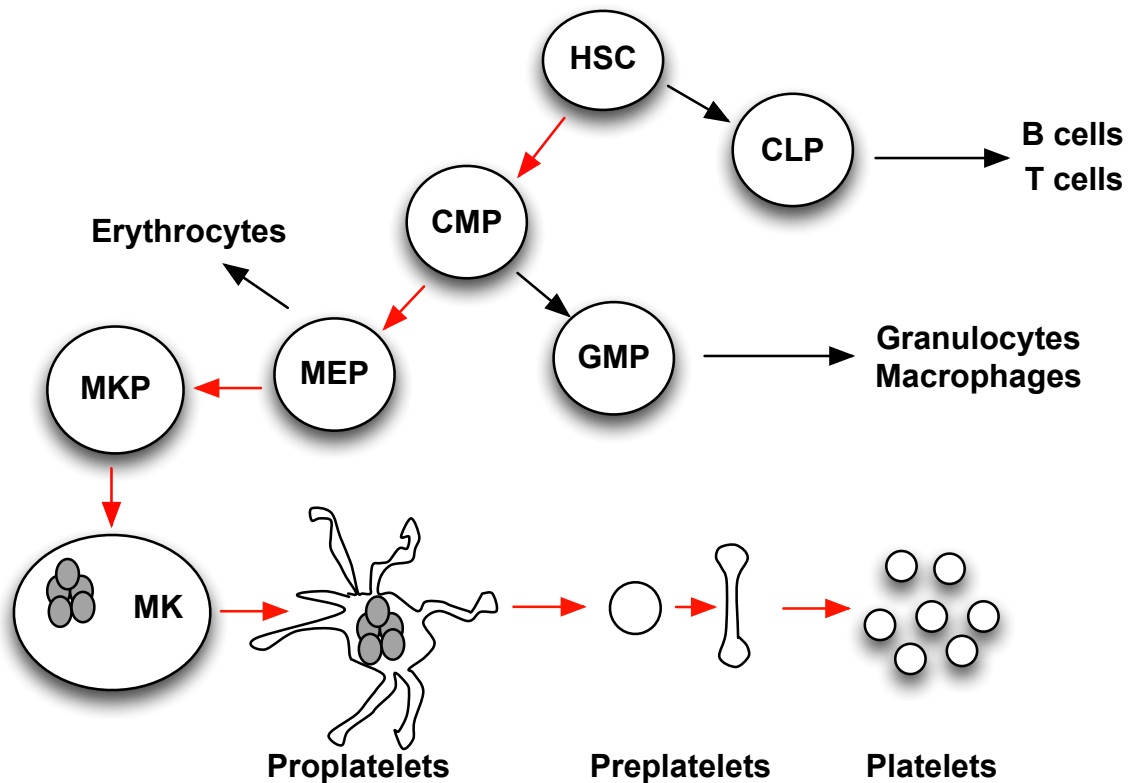 HSC
CLP
B cells
T cells
CMP
Erythrocytes
GMP
Granulocytes
Macrophages
MEP
MKP
MK
Proplatelets
Preplatelets
Platelets